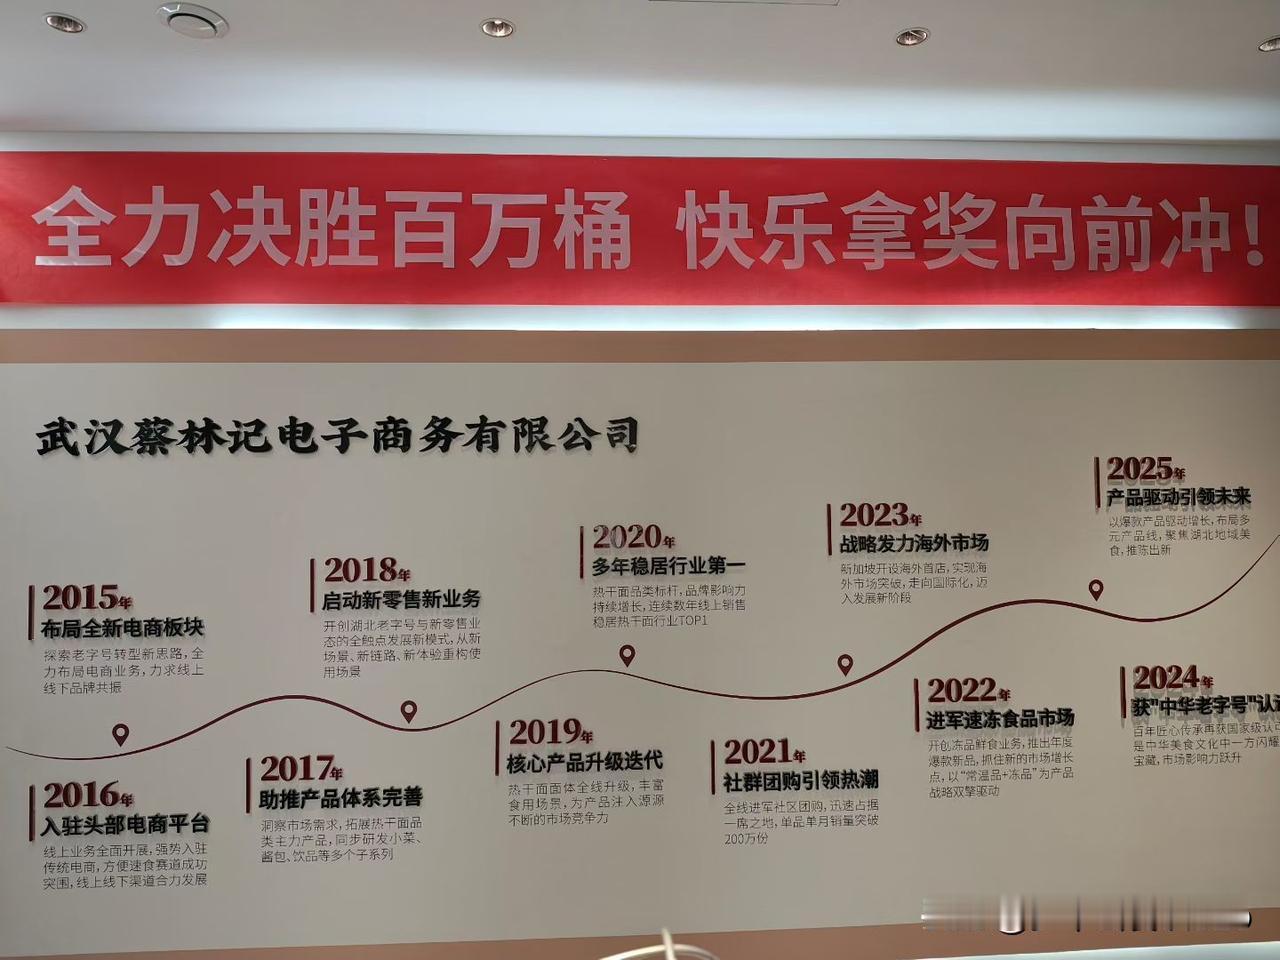 全力决胜百万桶 快乐拿奖向前冲!
武汉蔡林记电子商务有限公司
2015年
布局全新电商板块
探索老字号转型新思路,全
力布局电商业务,力求线上
线下品牌共振
2016年
入驻头部电商平台
线上业务全面开展,强势入驻
传统电商,方便速食赛道成功
突围,线上线下渠道合力发展
2017年
助推产品体系完善
洞察市场需求,拓展热干面品
类主力产品,同步研发小菜、
酱包、饮品等多个子系列
2018年
启动新零售新业务
开创湖北老字号与新零售业
态的全触点发展新模式,从新
场景、新链路、新体验重构使
用场景
2019年
核心产品升级迭代
热干面面体全线升级,丰富
食用场景,为产品注入源源
不断的市场竞争力
2020年
多年稳居行业第一
热干面品类标杆,品牌影响力
持续增长,连续数年线上销售
稳居热干面行业TOP1
2021年
社群团购引领热潮
全线进军社区团购,迅速占据
一席之地,单品单月销量突破
200万份
2022年
进军速冻食品市场
开创冻品鲜食业务,推出年度
爆款新品,抓住新的市场增长
点,以“常温品+冻品”为产品
战略双擎驱动
2023年
战略发力海外市场
新加坡开设海外首店,实现海
外市场突破,走向国际化,迈
入发展新阶段
2024年
获"中华老字号"认
百年匠心传承再获国家级认
是中华美食文化中一方闪耀
宝藏,市场影响力跃升
2025年
产品驱动引领未来
以爆款产品驱动增长,布局多
元产品线,聚焦湖北地域美
食,推陈出新